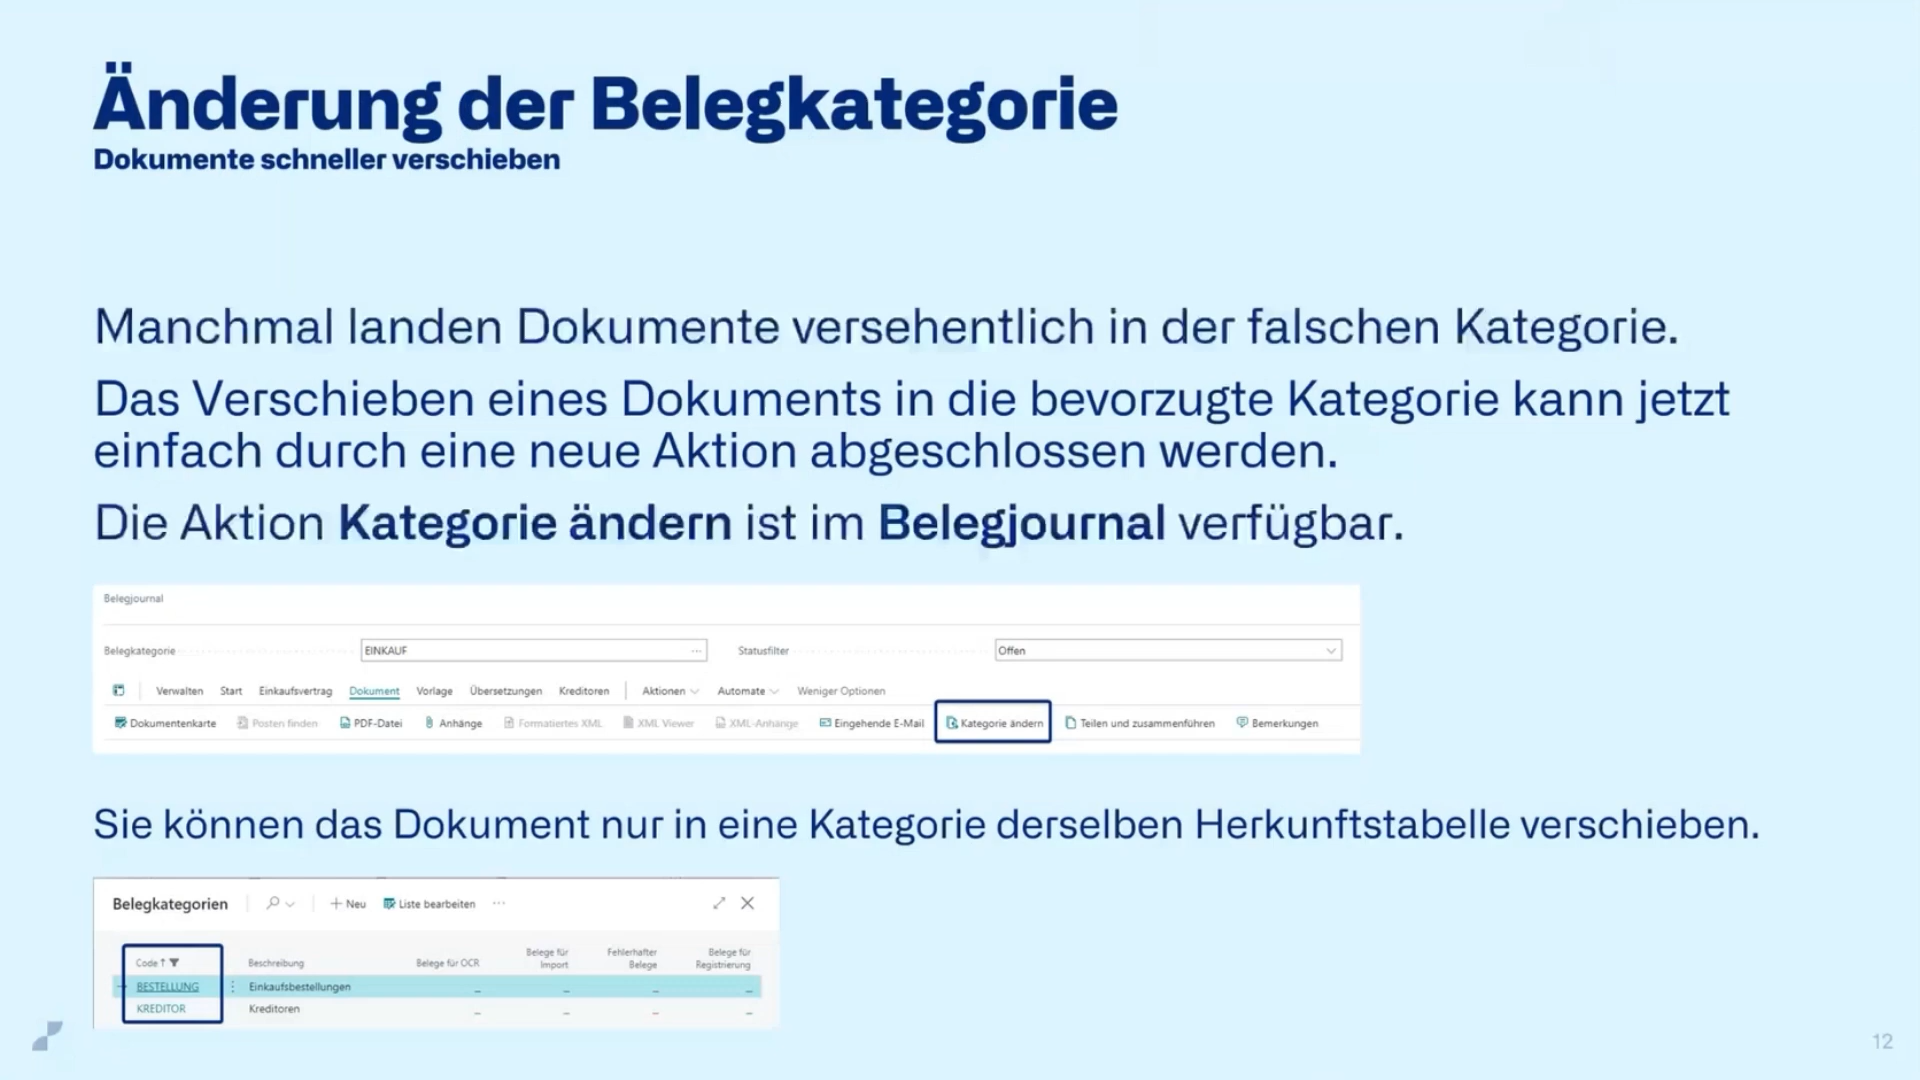 Änderung der Belegkategorie
Dokumente schneller verschieben
Manchmal landen Dokumente versehentlich in der falschen Kategorie.
Das Verschieben eines Dokuments in die bevorzugte Kategorie kann jetzt
einfach durch eine neue Aktion abgeschlossen werden.
Die Aktion Kategorie ändern ist im Belegjournal verfügbar.
Belegjournal
Belegkategorie EINKAUF ... Statusfilter Offen
Verwalten Start Einkaufsvertrag Dokument Vorlage Übersetzungen Kreditoren Aktionen Automate Weniger Optionen
Dokumentenkarte Posten finden PDF-Datei Anhänge Formatiertes XML XML Viewer XML-Anhänge Eingehende E-Mail Kategorie ändern Teilen und zusammenführen Bemerkungen
Sie können das Dokument nur in eine Kategorie derselben Herkunftstabelle verschieben.
Belegkategorien + Neu Liste bearbeiten ...
Code ↑ Beschreibung Belege für OCR Belege für Import Fehlerhafter Belege Belege für Registrierung
BESTELLUNG Einkaufsbestellungen _ _ _ _
KREDITOR Kreditoren _ _ _ _
12